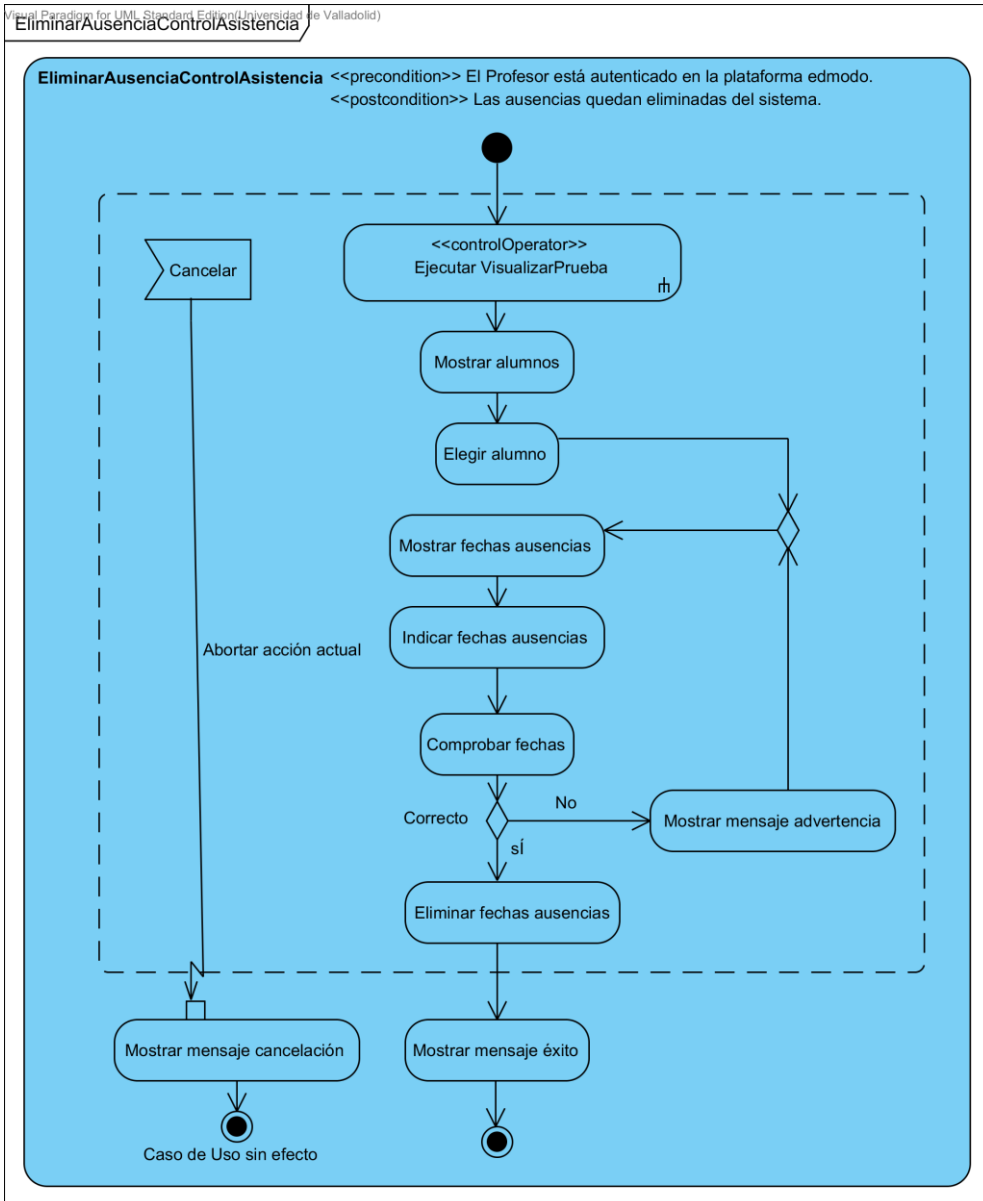 Visual Paradigm for UML Standard Edition(Universidad de Valladolid)
EliminarAusenciaControlAsistencia
EliminarAusenciaControlAsistencia <<precondition>> El Profesor está autenticado en la plataforma edmodo.
<<postcondition>> Las ausencias quedan eliminadas del sistema.
<<controlOperator>>
Ejecutar VisualizarPrueba
Cancelar
Mostrar alumnos
Elegir alumno
Mostrar fechas ausencias
Indicar fechas ausencias
Abortar acción actual
Comprobar fechas
No
Correcto
Mostrar mensaje advertencia
sÍ
Eliminar fechas ausencias
Mostrar mensaje cancelación
Mostrar mensaje éxito
Caso de Uso sin efecto